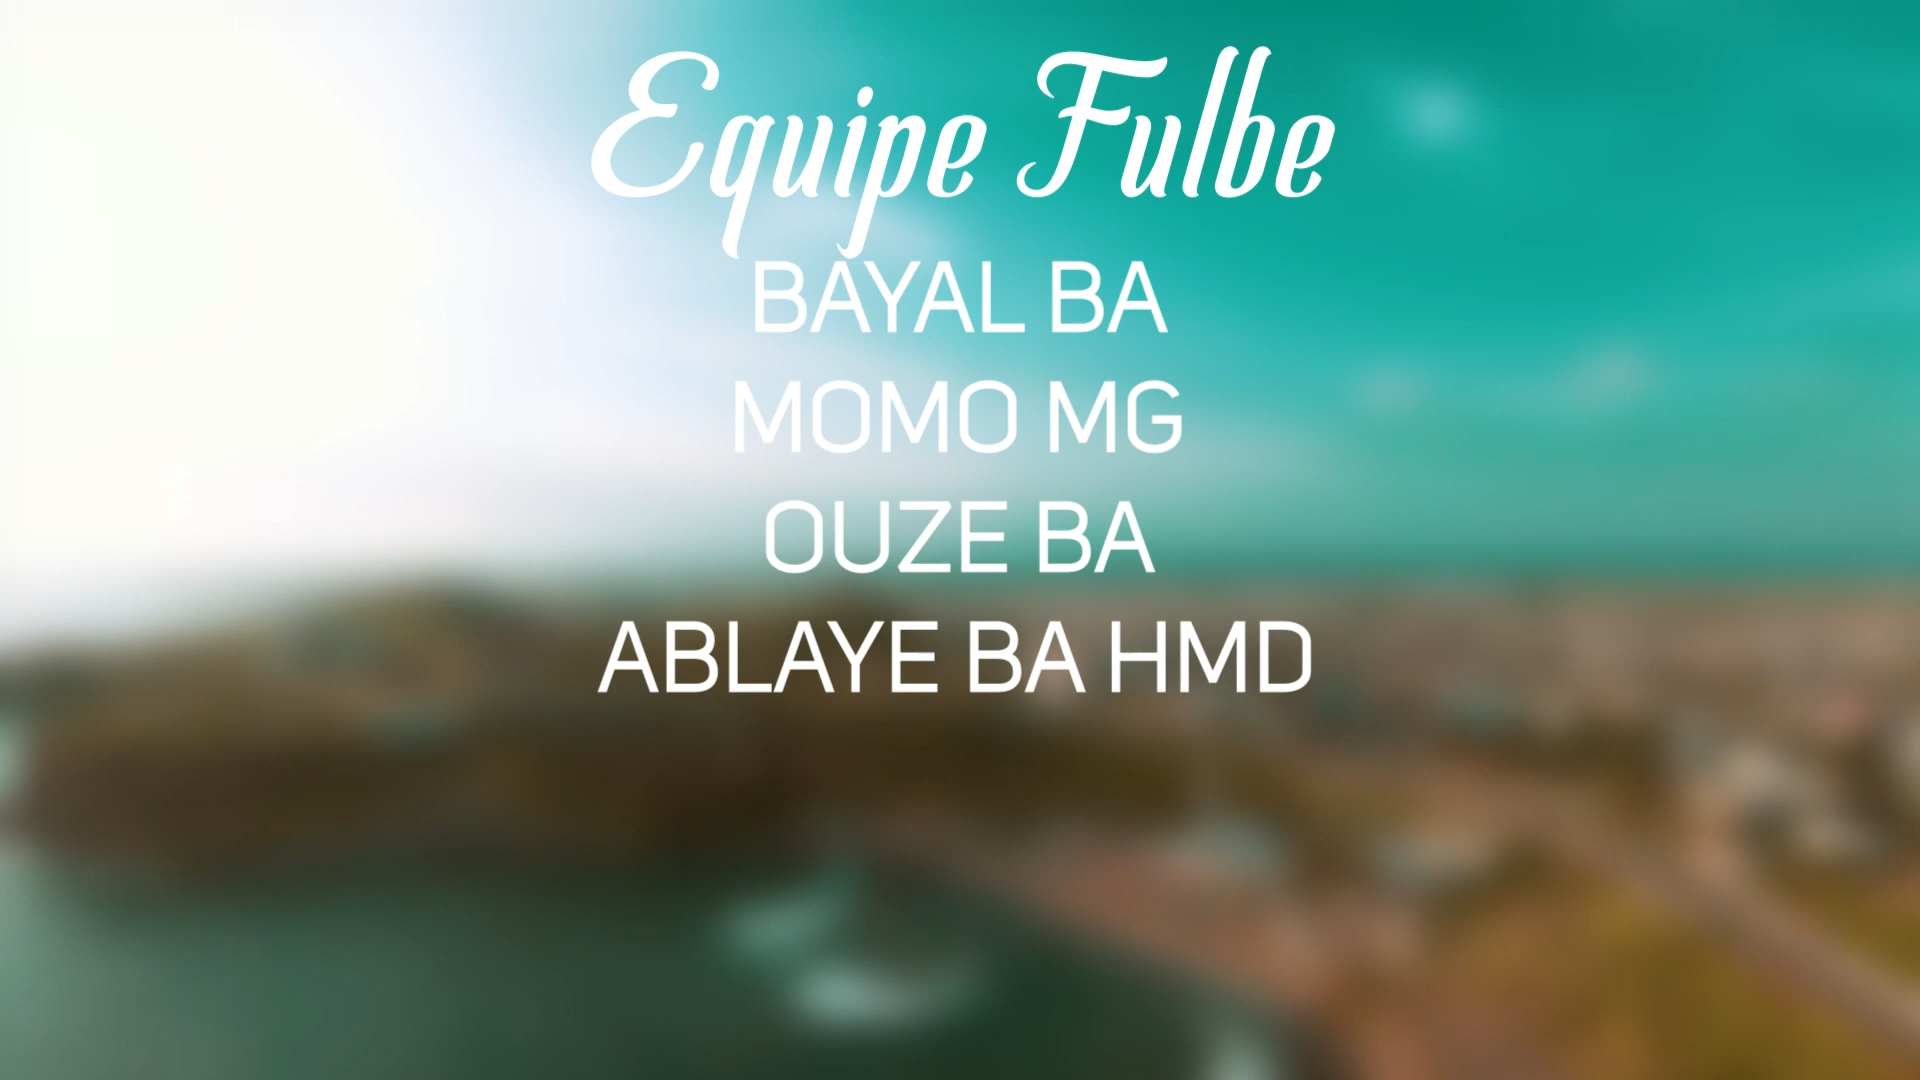 Equipe Fulbe
BAYAL BA
MOMO MG
OUZE BA
ABLAYE BA HMD